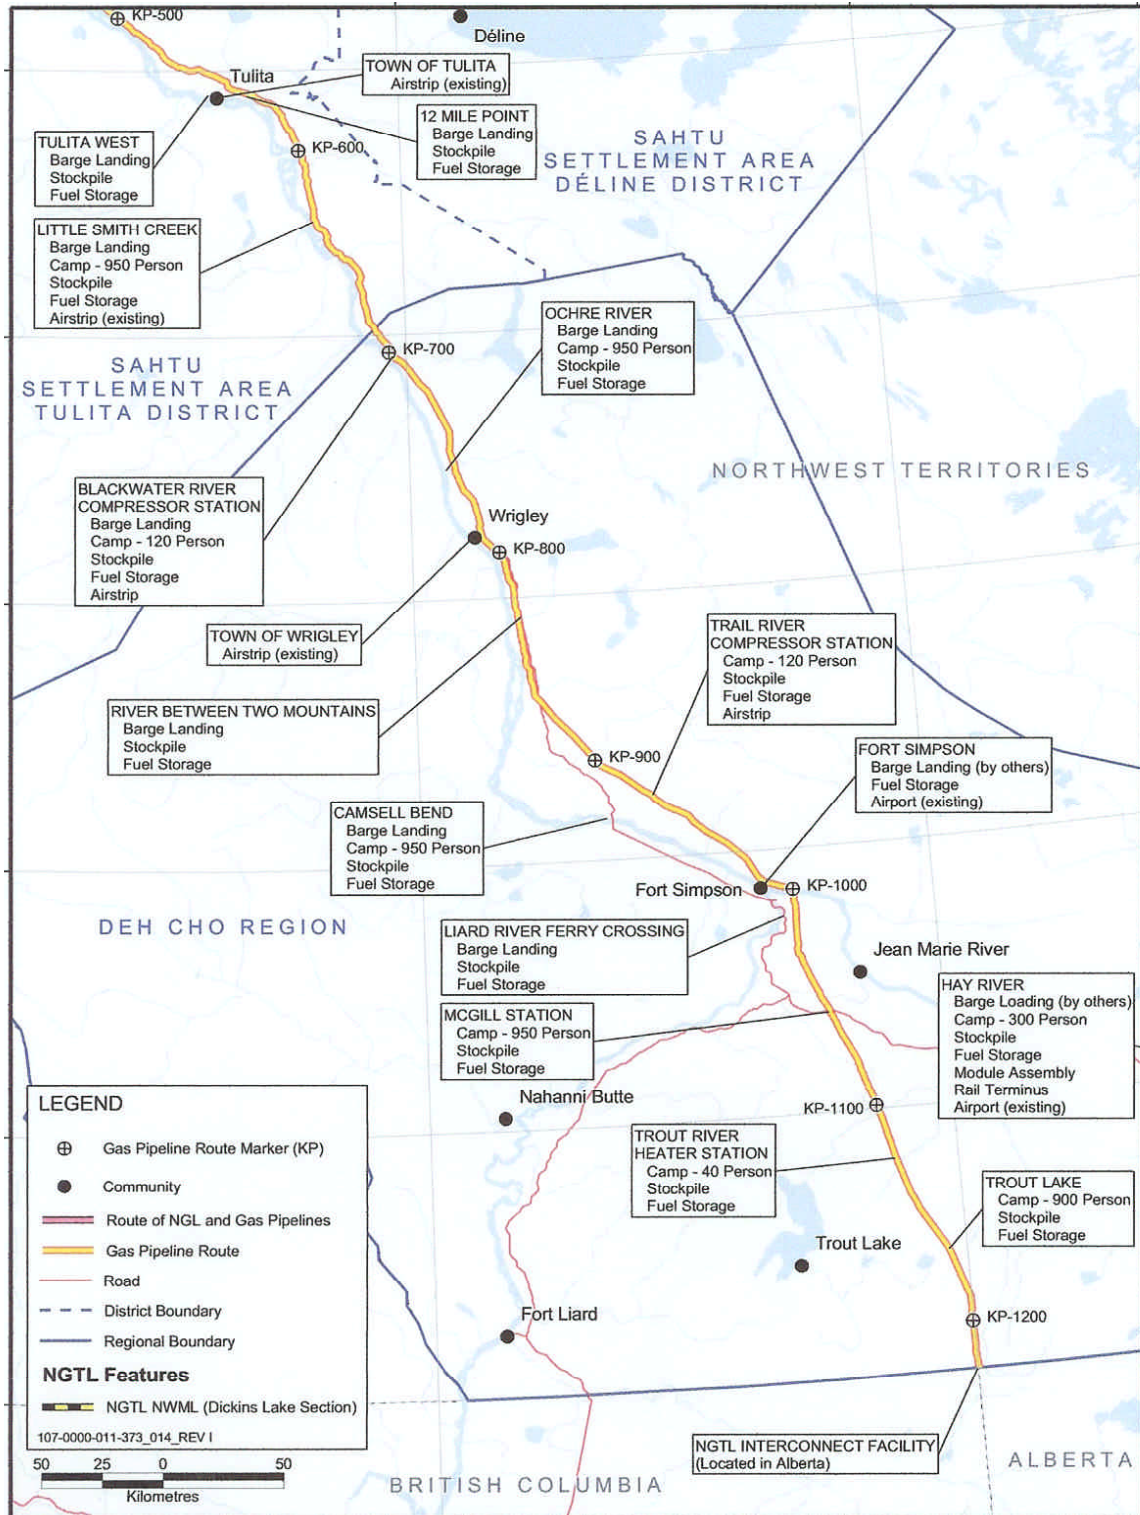 KP-500
Déline
TOWN OF TULITA
Airstrip (existing)
Tulita
12 MILE POINT
Barge Landing
Stockpile
Fuel Storage
SAHTU
SETTLEMENT AREA
DÉLINE DISTRICT
TULITA WEST
Barge Landing
Stockpile
Fuel Storage
KP-600
LITTLE SMITH CREEK
Barge Landing
Camp - 950 Person
Stockpile
Fuel Storage
Airstrip (existing)
OCHRE RIVER
Barge Landing
Camp - 950 Person
Stockpile
Fuel Storage
KP-700
SAHTU
SETTLEMENT AREA
TULITA DISTRICT
NORTHWEST TERRITORIES
BLACKWATER RIVER
COMPRESSOR STATION
Barge Landing
Camp - 120 Person
Stockpile
Fuel Storage
Airstrip
Wrigley
KP-800
TOWN OF WRIGLEY
Airstrip (existing)
TRAIL RIVER
COMPRESSOR STATION
Camp - 120 Person
Stockpile
Fuel Storage
Airstrip
RIVER BETWEEN TWO MOUNTAINS
Barge Landing
Stockpile
Fuel Storage
KP-900
FORT SIMPSON
Barge Landing (by others)
Fuel Storage
Airport (existing)
CAMSELL BEND
Barge Landing
Camp - 950 Person
Stockpile
Fuel Storage
Fort Simpson
KP-1000
DEH CHO REGION
LIARD RIVER FERRY CROSSING
Barge Landing
Stockpile
Fuel Storage
Jean Marie River
HAY RIVER
Barge Loading (by others)
Camp - 300 Person
Stockpile
Fuel Storage
Module Assembly
Rail Terminus
Airport (existing)
MCGILL STATION
Camp - 950 Person
Stockpile
Fuel Storage
Nahanni Butte
KP-1100
TROUT RIVER
HEATER STATION
Camp - 40 Person
Stockpile
Fuel Storage
TROUT LAKE
Camp - 900 Person
Stockpile
Fuel Storage
Trout Lake
Fort Liard
KP-1200
LEGEND
Gas Pipeline Route Marker (KP)
Community
Route of NGL and Gas Pipelines
Gas Pipeline Route
Road
District Boundary
Regional Boundary
NGTL Features
NGTL NWML (Dickins Lake Section)
107-0000-011-373_014_REV I
50 25 0 50
Kilometres
NGTL INTERCONNECT FACILITY
(Located in Alberta)
ALBERTA
BRITISH COLUMBIA